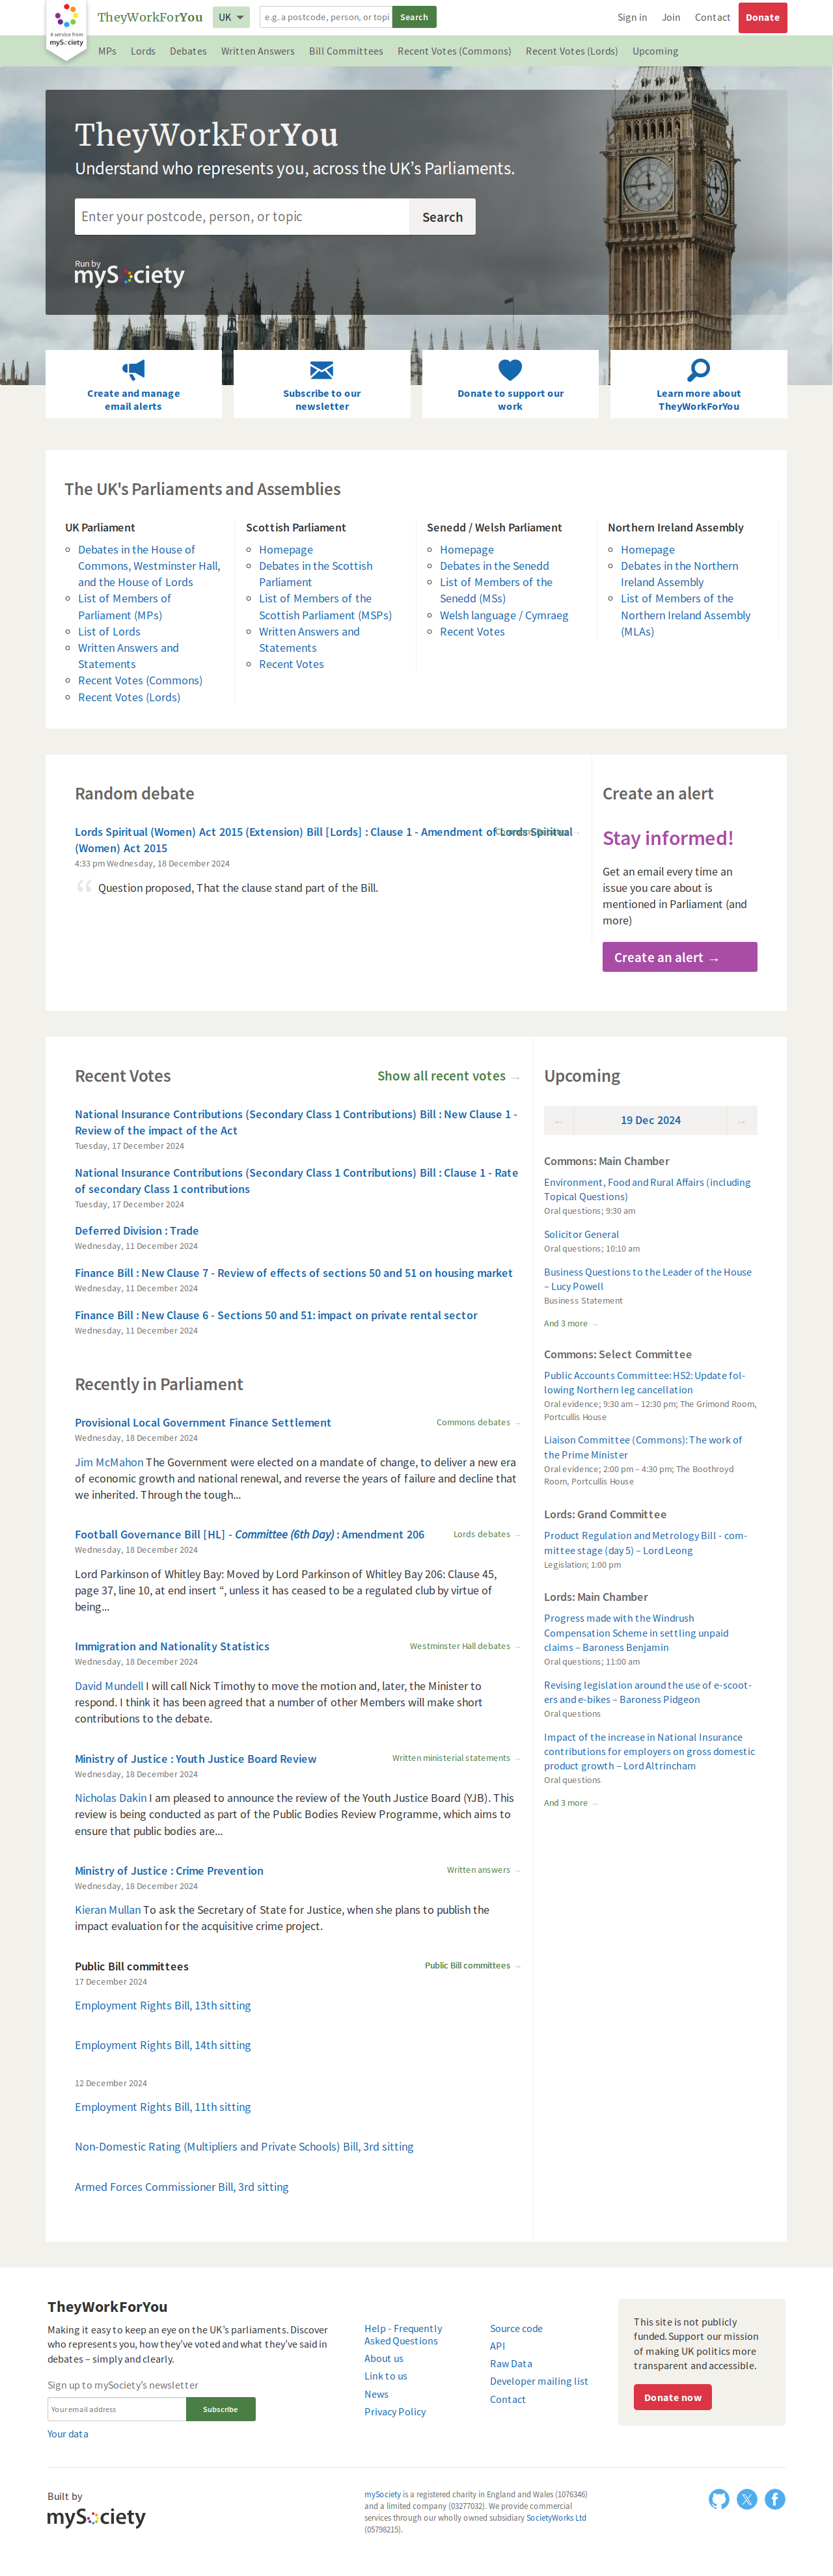 A service from
mySociety
TheyWorkForYou
UK
e.g. a postcode, person, or topi
Search
Sign in
Join
Contact
Donate
MPs
Lords
Debates
Written Answers
Bill Committees
Recent Votes (Commons)
Recent Votes (Lords)
Upcoming
TheyWorkForYou
Understand who represents you, across the UK's Parliaments.
Enter your postcode, person, or topic
Search
Run by
mySociety
Create and manage
email alerts
Subscribe to our
newsletter
Donate to support our
work
Learn more about
TheyWorkForYou
The UK's Parliaments and Assemblies
UK Parliament
Debates in the House of
Commons, Westminster Hall,
and the House of Lords
List of Members of
Parliament (MPs)
List of Lords
Written Answers and
Statements
Recent Votes (Commons)
Recent Votes (Lords)
Scottish Parliament
Homepage
Debates in the Scottish
Parliament
List of Members of the
Scottish Parliament (MSPs)
Written Answers and
Statements
Recent Votes
Senedd / Welsh Parliament
Homepage
Debates in the Senedd
List of Members of the
Senedd (MSs)
Welsh language / Cymraeg
Recent Votes
Northern Ireland Assembly
Homepage
Debates in the Northern
Ireland Assembly
List of Members of the
Northern Ireland Assembly
(MLAs)
Random debate
Lords Spiritual (Women) Act 2015 (Extension) Bill [Lords] : Clause 1 - Amendment of Lords Spiritual
(Women) Act 2015
4:33 pm Wednesday, 18 December 2024
“ Question proposed, That the clause stand part of the Bill.
Create an alert
Stay informed!
Get an email every time an
issue you care about is
mentioned in Parliament (and
more)
Create an alert →
Recent Votes
Show all recent votes →
National Insurance Contributions (Secondary Class 1 Contributions) Bill : New Clause 1 -
Review of the impact of the Act
Tuesday, 17 December 2024
National Insurance Contributions (Secondary Class 1 Contributions) Bill : Clause 1 - Rate
of secondary Class 1 contributions
Tuesday, 17 December 2024
Deferred Division : Trade
Wednesday, 11 December 2024
Finance Bill : New Clause 7 - Review of effects of sections 50 and 51 on housing market
Wednesday, 11 December 2024
Finance Bill : New Clause 6 - Sections 50 and 51: impact on private rental sector
Wednesday, 11 December 2024
Recently in Parliament
Provisional Local Government Finance Settlement
Commons debates →
Wednesday, 18 December 2024
Jim McMahon The Government were elected on a mandate of change, to deliver a new era
of economic growth and national renewal, and reverse the years of failure and decline that
we inherited. Through the tough...
Football Governance Bill [HL] - Committee (6th Day) : Amendment 206
Lords debates →
Wednesday, 18 December 2024
Lord Parkinson of Whitley Bay: Moved by Lord Parkinson of Whitley Bay 206: Clause 45,
page 37, line 10, at end insert “, unless it has ceased to be a regulated club by virtue of
being...
Immigration and Nationality Statistics
Westminster Hall debates →
Wednesday, 18 December 2024
David Mundell I will call Nick Timothy to move the motion and, later, the Minister to
respond. I think it has been agreed that a number of other Members will make short
contributions to the debate.
Ministry of Justice : Youth Justice Board Review
Written ministerial statements →
Wednesday, 18 December 2024
Nicholas Dakin I am pleased to announce the review of the Youth Justice Board (YJB). This
review is being conducted as part of the Public Bodies Review Programme, which aims to
ensure that public bodies are...
Ministry of Justice : Crime Prevention
Written answers →
Wednesday, 18 December 2024
Kieran Mullan To ask the Secretary of State for Justice, when she plans to publish the
impact evaluation for the acquisitive crime project.
Public Bill committees
Public Bill committees →
17 December 2024
Employment Rights Bill, 13th sitting
Employment Rights Bill, 14th sitting
12 December 2024
Employment Rights Bill, 11th sitting
Non-Domestic Rating (Multipliers and Private Schools) Bill, 3rd sitting
Armed Forces Commissioner Bill, 3rd sitting
Upcoming
← 19 Dec 2024 →
Commons: Main Chamber
Environment, Food and Rural Affairs (including
Topical Questions)
Oral questions; 9:30 am
Solicitor General
Oral questions; 10:10 am
Business Questions to the Leader of the House
– Lucy Powell
Business Statement
And 3 more →
Commons: Select Committee
Public Accounts Committee: HS2: Update fol-
lowing Northern leg cancellation
Oral evidence; 9:30 am – 12:30 pm; The Grimond Room,
Portcullis House
Liaison Committee (Commons): The work of
the Prime Minister
Oral evidence; 2:00 pm – 4:30 pm; The Boothroyd
Room, Portcullis House
Lords: Grand Committee
Product Regulation and Metrology Bill - com-
mittee stage (day 5) – Lord Leong
Legislation; 1:00 pm
Lords: Main Chamber
Progress made with the Windrush
Compensation Scheme in settling unpaid
claims – Baroness Benjamin
Oral questions; 11:00 am
Revising legislation around the use of e-scoot-
ers and e-bikes – Baroness Pidgeon
Oral questions
Impact of the increase in National Insurance
contributions for employers on gross domestic
product growth – Lord Altrincham
Oral questions
And 3 more →
TheyWorkForYou
Making it easy to keep an eye on the UK's parliaments. Discover
who represents you, how they've voted and what they've said in
debates – simply and clearly.
Sign up to mySociety's newsletter
Your email address
Subscribe
Your data
Help - Frequently
Asked Questions
About us
Link to us
News
Privacy Policy
Source code
API
Raw Data
Developer mailing list
Contact
This site is not publicly
funded. Support our mission
of making UK politics more
transparent and accessible.
Donate now
Built by
mySociety
mySociety is a registered charity in England and Wales (1076346)
and a limited company (03277032). We provide commercial
services through our wholly owned subsidiary SocietyWorks Ltd
(05798215).